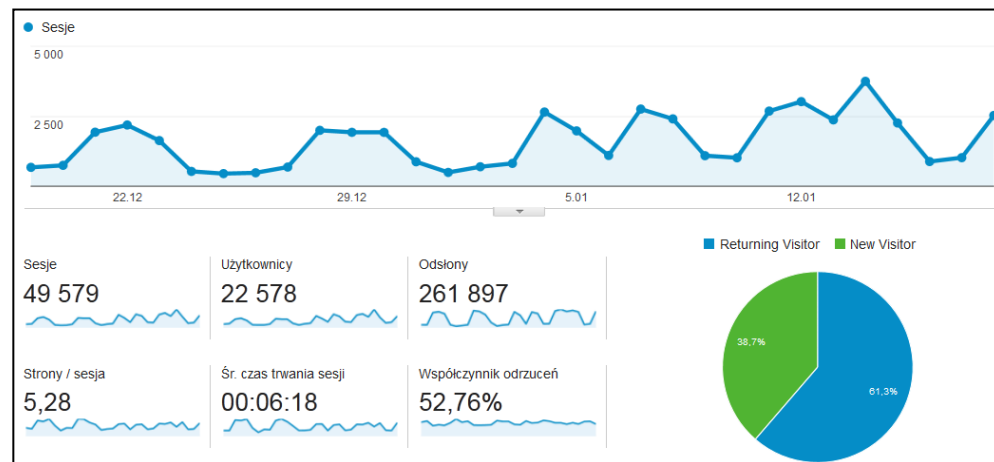 Sesje
5 000
2 500
22.12 29.12 5.01 12.01
Returning Visitor New Visitor
Sesje Użytkownicy Odsłony
49 579 22 578 261 897
38,7%
61,3%
Strony / sesja Śr. czas trwania sesji Współczynnik odrzuceń
5,28 00:06:18 52,76%